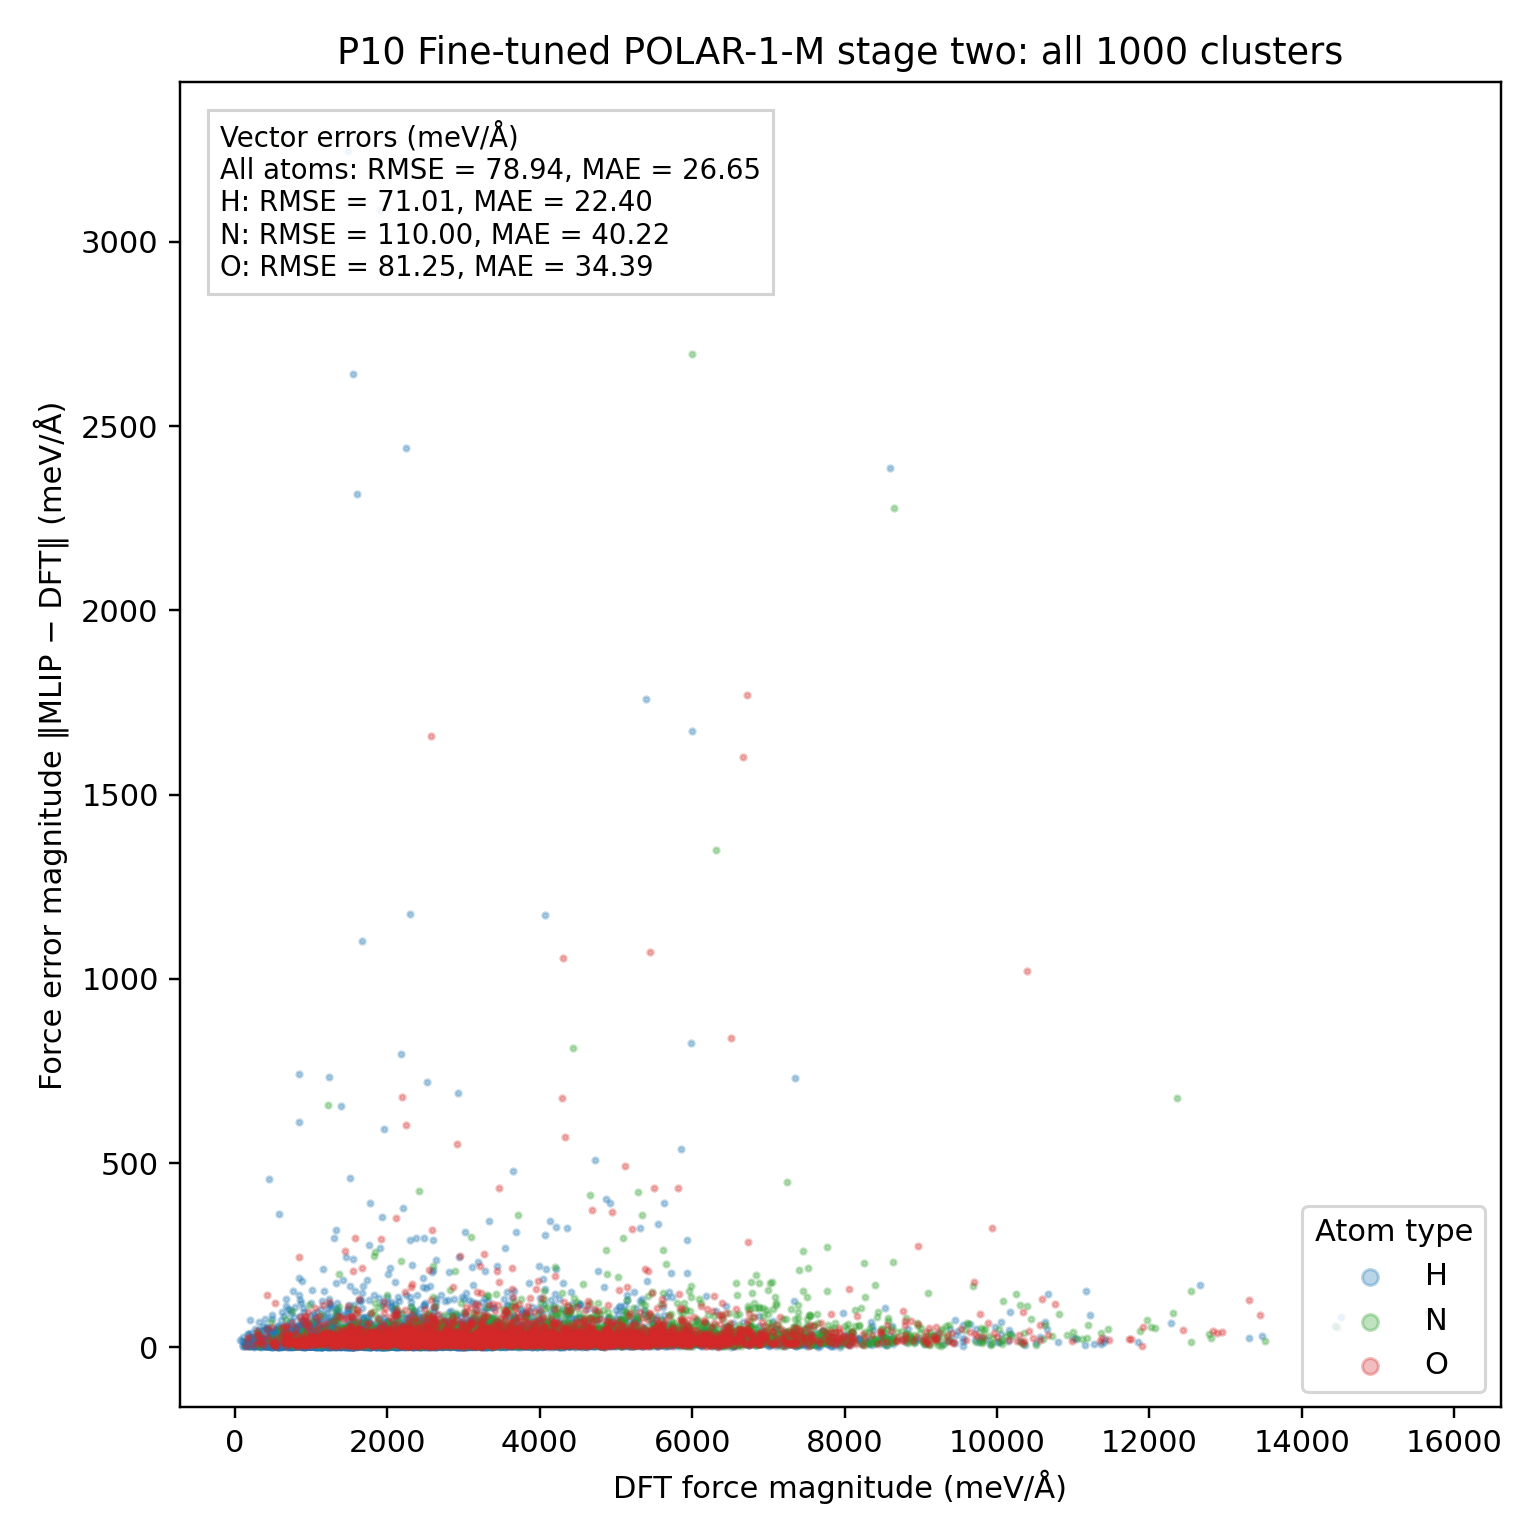 P10 Fine-tuned POLAR-1-M stage two: all 1000 clusters
Vector errors (meV/Å)
All atoms: RMSE = 78.94, MAE = 26.65
H: RMSE = 71.01, MAE = 22.40
N: RMSE = 110.00, MAE = 40.22
O: RMSE = 81.25, MAE = 34.39
Force error magnitude ‖MLIP − DFT‖ (meV/Å)
3000
2500
2000
1500
1000
500
0
Atom type
H
N
O
0 2000 4000 6000 8000 10000 12000 14000 16000
DFT force magnitude (meV/Å)